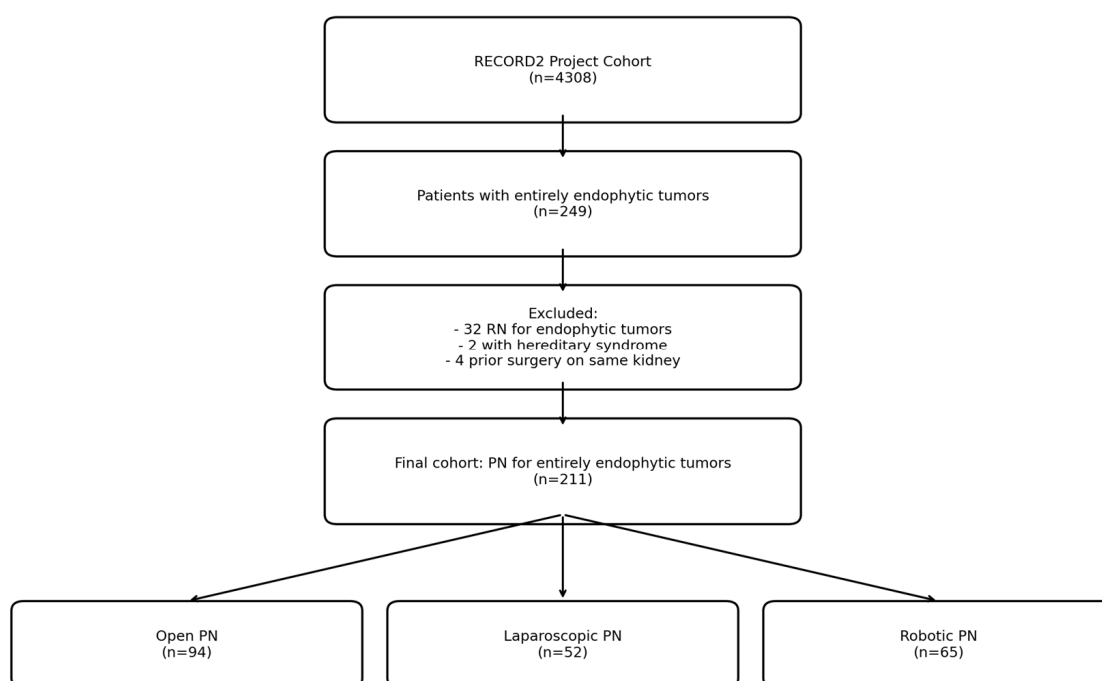 RECORD2 Project Cohort
(n=4308)
Patients with entirely endophytic tumors
(n=249)
Excluded:
- 32 RN for endophytic tumors
- 2 with hereditary syndrome
- 4 prior surgery on same kidney
Final cohort: PN for entirely endophytic tumors
(n=211)
Open PN
(n=94)
Laparoscopic PN
(n=52)
Robotic PN
(n=65)